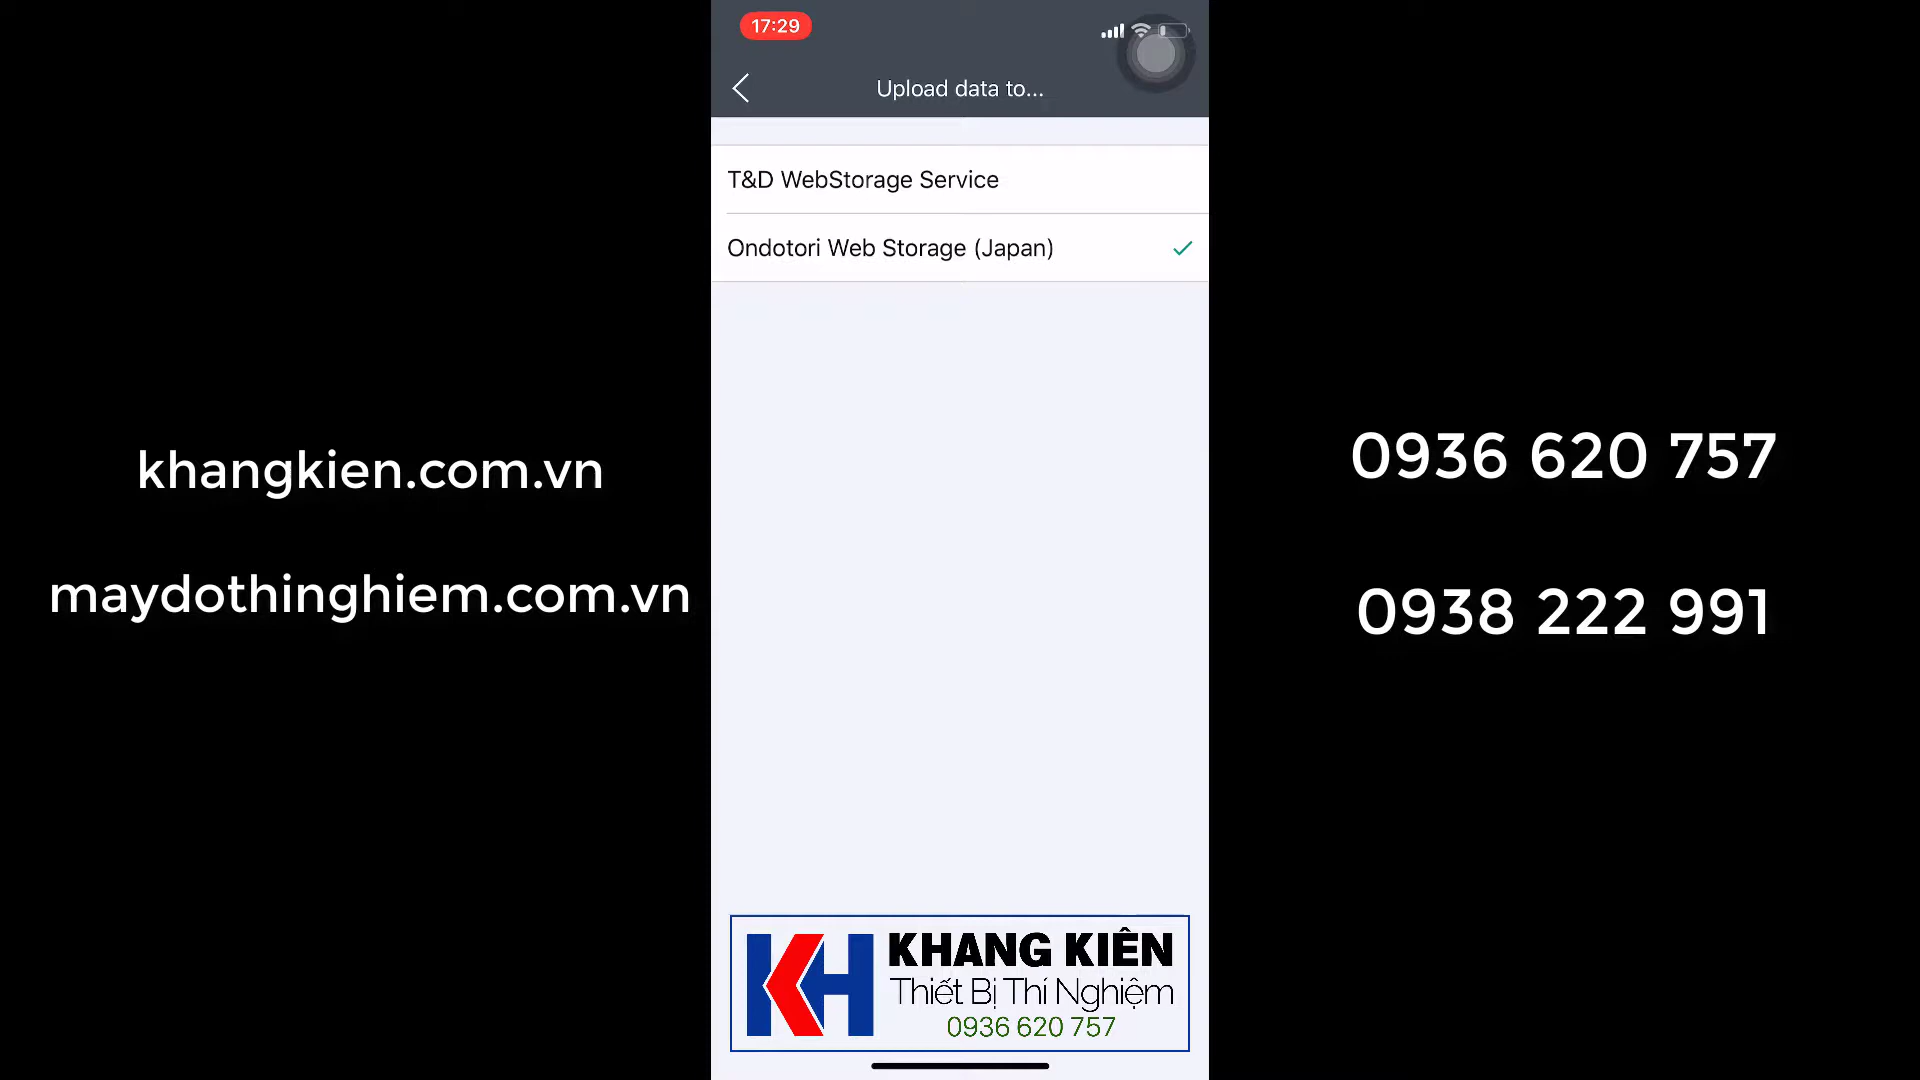 17:29
Upload data to...
T&D WebStorage Service
Ondotori Web Storage (Japan)
khangkien.com.vn
maydothinghiem.com.vn
0936 620 757
0938 222 991
KH
KHANG KIÊN
Thiết Bị Thí Nghiệm
0936 620 757